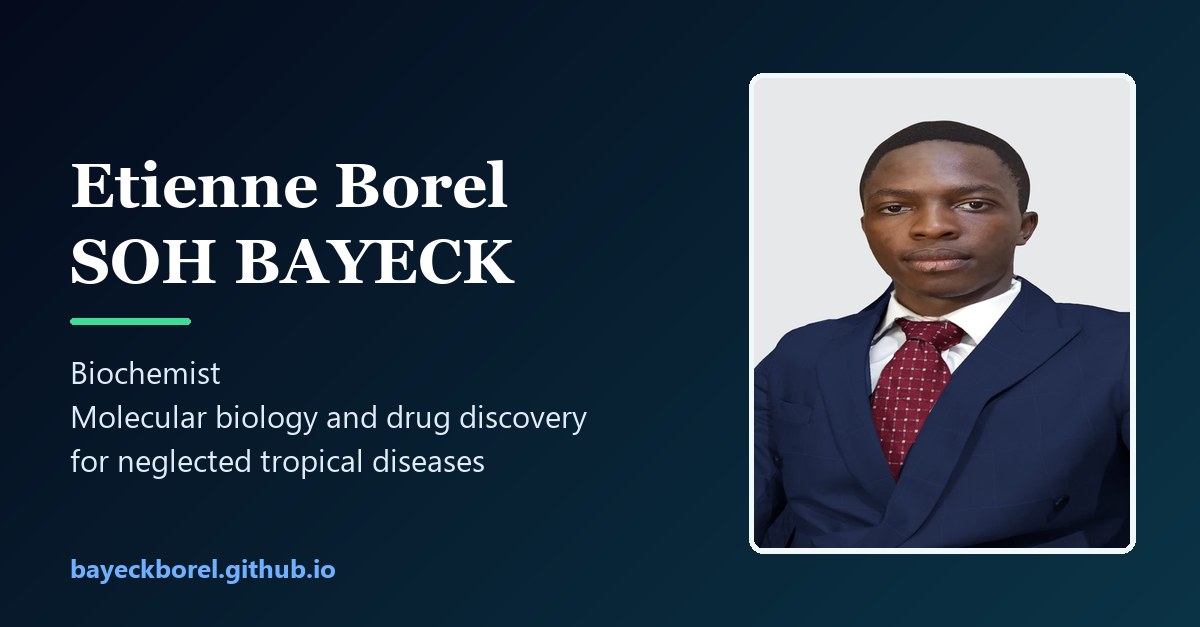 Etienne Borel
SOH BAYECK
Biochemist
Molecular biology and drug discovery
for neglected tropical diseases
bayeckborel.github.io